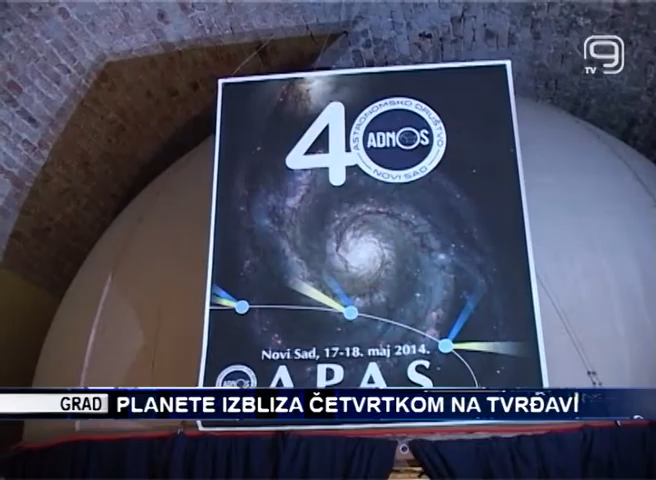 9
TV
40
ASTRONOMSKO DRUŠTVO
ADNOS
NOVI SAD
Novi Sad, 17-18. maj 2014.
ADNOS
APAS
GRAD
PLANETE IZBLIZA ČETVRTKOM NA TVRĐAVI